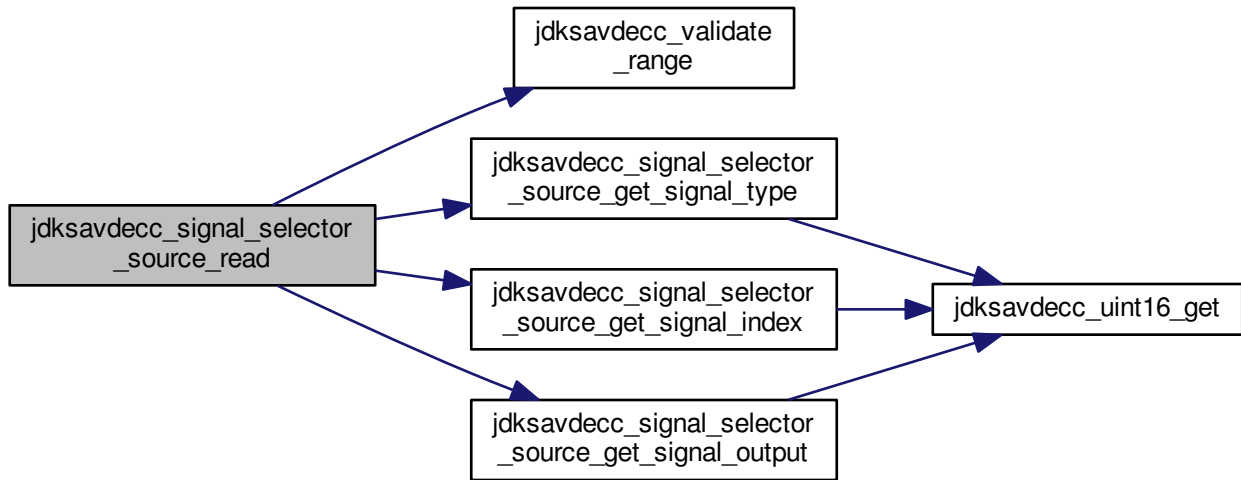 jdksavdecc_validate
_range
jdksavdecc_signal_selector
_source_get_signal_type
jdksavdecc_signal_selector
_source_read
jdksavdecc_signal_selector
_source_get_signal_index
jdksavdecc_uint16_get
jdksavdecc_signal_selector
_source_get_signal_output